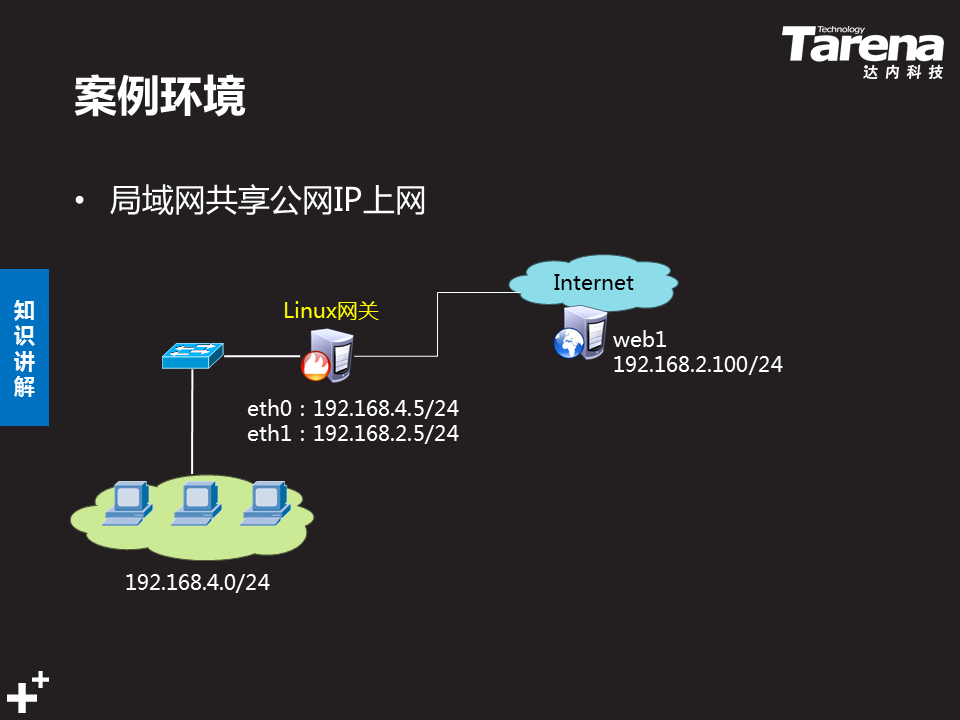 Technology
Tarena
达内科技
案例环境
• 局域网共享公网IP上网
知识讲解
Internet
Linux网关
web1
192.168.2.100/24
eth0：192.168.4.5/24
eth1：192.168.2.5/24
192.168.4.0/24